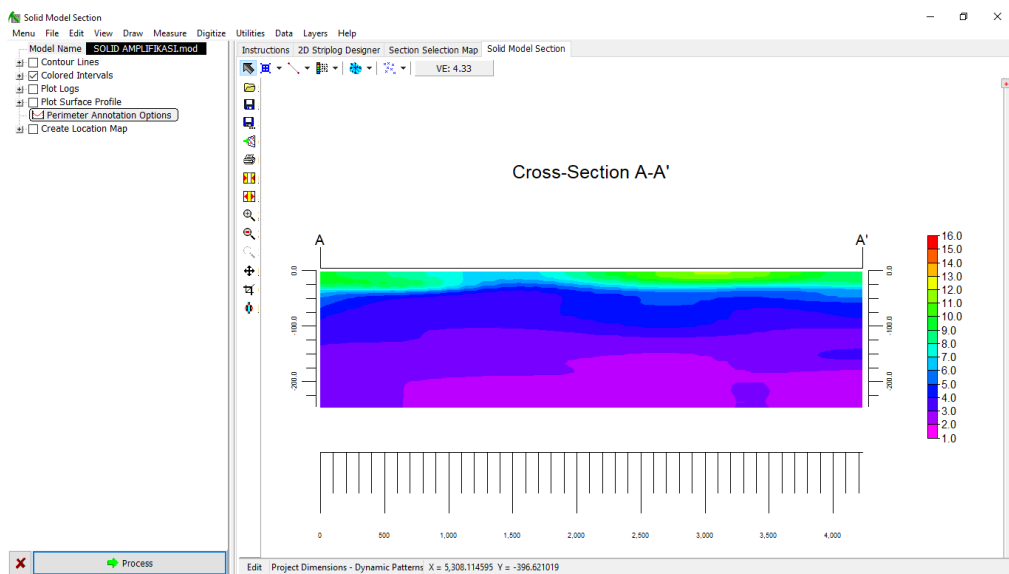 Solid Model Section
Menu File Edit View Draw Measure Digitize Utilities Data Layers Help
Model Name SOLID AMPLIFIKASI.mod
Contour Lines
Colored Intervals
Plot Logs
Plot Surface Profile
Perimeter Annotation Options
Create Location Map
Instructions 2D Striplog Designer Section Selection Map Solid Model Section
VE: 4.33
Cross-Section A-A'
A A'
0.0 0.0
-100.0 -100.0
-200.0 -200.0
16.0
15.0
14.0
13.0
12.0
11.0
10.0
9.0
8.0
7.0
6.0
5.0
4.0
3.0
2.0
1.0
0 500 1,000 1,500 2,000 2,500 3,000 3,500 4,000
Process
Edit Project Dimensions - Dynamic Patterns X = 5,308.114595 Y = -396.621019